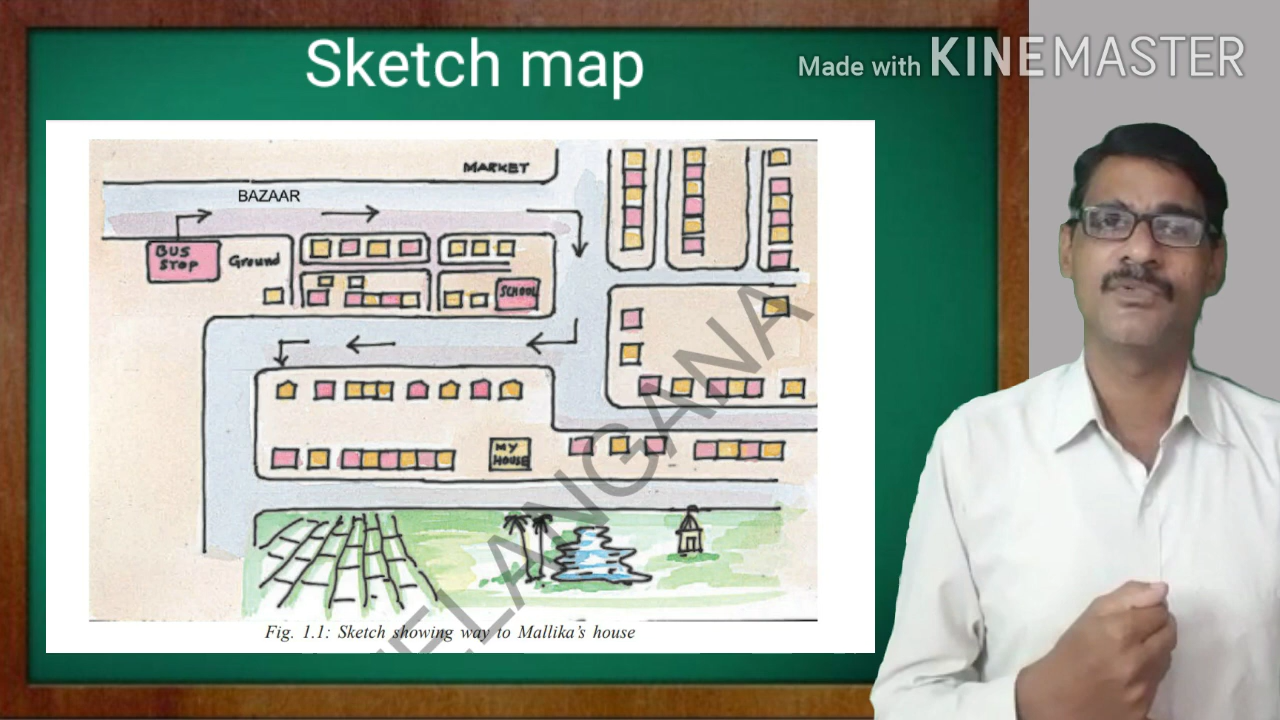 Sketch map
Made with KINEMASTER
MARKET
BAZAAR
BUS
STOP
Ground
SCHOOL
MY
HOUSE
TELANGANA
Fig. 1.1: Sketch showing way to Mallika's house